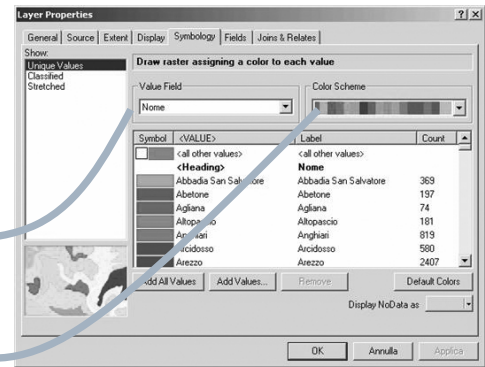 Layer Properties
General Source Extent Display Symbology Fields Joins & Relates
Show:
Unique Values
Classified
Stretched
Draw raster assigning a color to each value
Value Field
Nome
Color Scheme
Symbol <VALUE> Label Count
<all other values> <all other values>
<Heading> Nome
Abbadia San Salvatore Abbadia San Salvatore 369
Abetone Abetone 197
Agliana Agliana 74
Altopascio Altopascio 181
Anghiari Anghiari 819
Arcidosso Arcidosso 580
Arezzo Arezzo 2407
Add All Values Add Values... Remove Default Colors
Display NoData as
OK Annulla Applica